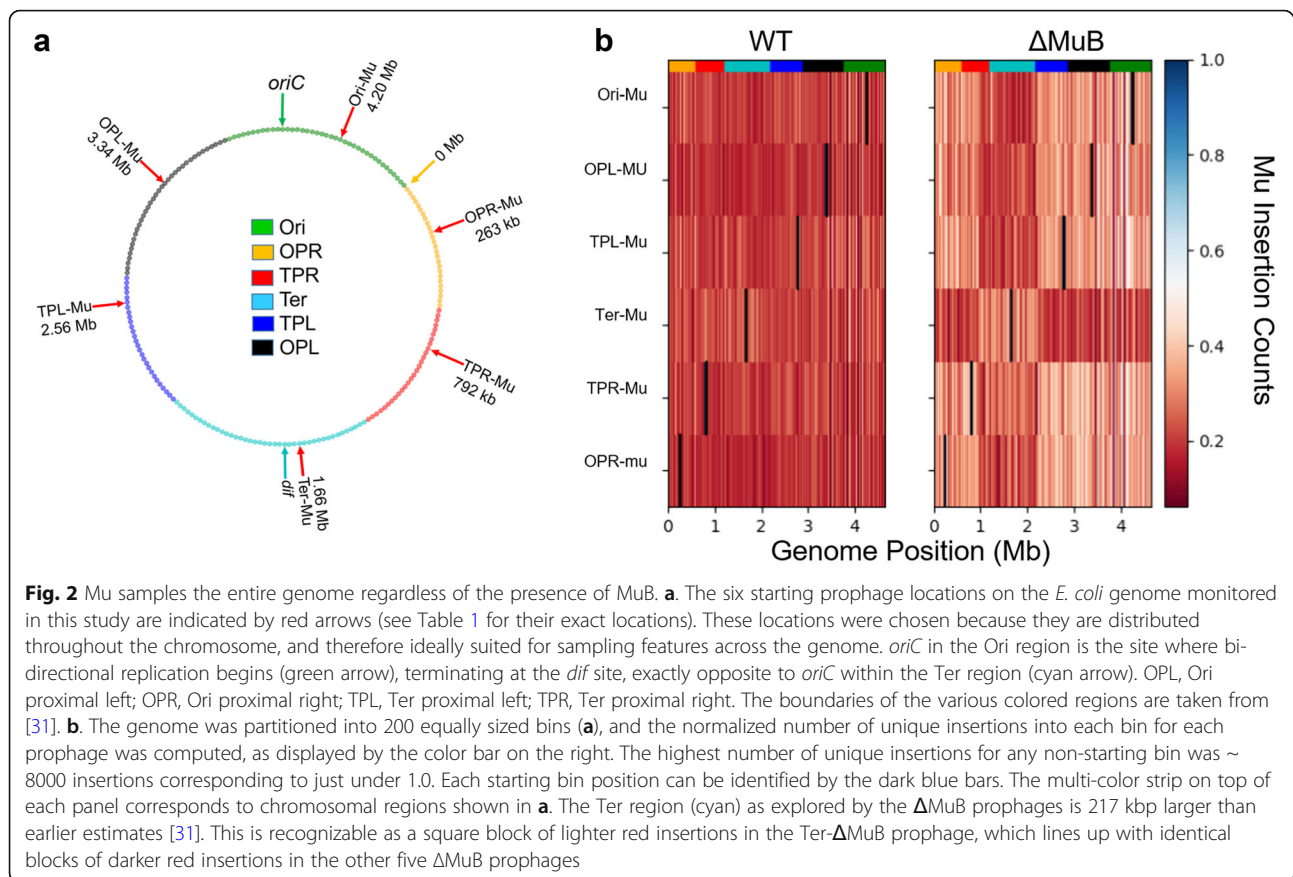 a
oriC
Ori-Mu
4.20 Mb
0 Mb
OPR-Mu
263 kb
TPR-Mu
792 kb
1.66 Mb
Ter-Mu
dif
TPL-Mu
2.56 Mb
OPL-Mu
3.34 Mb
Ori
OPR
TPR
Ter
TPL
OPL
b
WT
ΔMuB
Ori-Mu
OPL-MU
TPL-Mu
Ter-Mu
TPR-Mu
OPR-mu
0 1 2 3 4
0 1 2 3 4
Genome Position (Mb)
1.0
0.8
0.6
0.4
0.2
Mu Insertion Counts
Fig. 2 Mu samples the entire genome regardless of the presence of MuB. a. The six starting prophage locations on the E. coli genome monitored
in this study are indicated by red arrows (see Table 1 for their exact locations). These locations were chosen because they are distributed
throughout the chromosome, and therefore ideally suited for sampling features across the genome. oriC in the Ori region is the site where bi-
directional replication begins (green arrow), terminating at the dif site, exactly opposite to oriC within the Ter region (cyan arrow). OPL, Ori
proximal left; OPR, Ori proximal right; TPL, Ter proximal left; TPR, Ter proximal right. The boundaries of the various colored regions are taken from
[31]. b. The genome was partitioned into 200 equally sized bins (a), and the normalized number of unique insertions into each bin for each
prophage was computed, as displayed by the color bar on the right. The highest number of unique insertions for any non-starting bin was ~
8000 insertions corresponding to just under 1.0. Each starting bin position can be identified by the dark blue bars. The multi-color strip on top of
each panel corresponds to chromosomal regions shown in a. The Ter region (cyan) as explored by the ΔMuB prophages is 217 kbp larger than
earlier estimates [31]. This is recognizable as a square block of lighter red insertions in the Ter-ΔMuB prophage, which lines up with identical
blocks of darker red insertions in the other five ΔMuB prophages